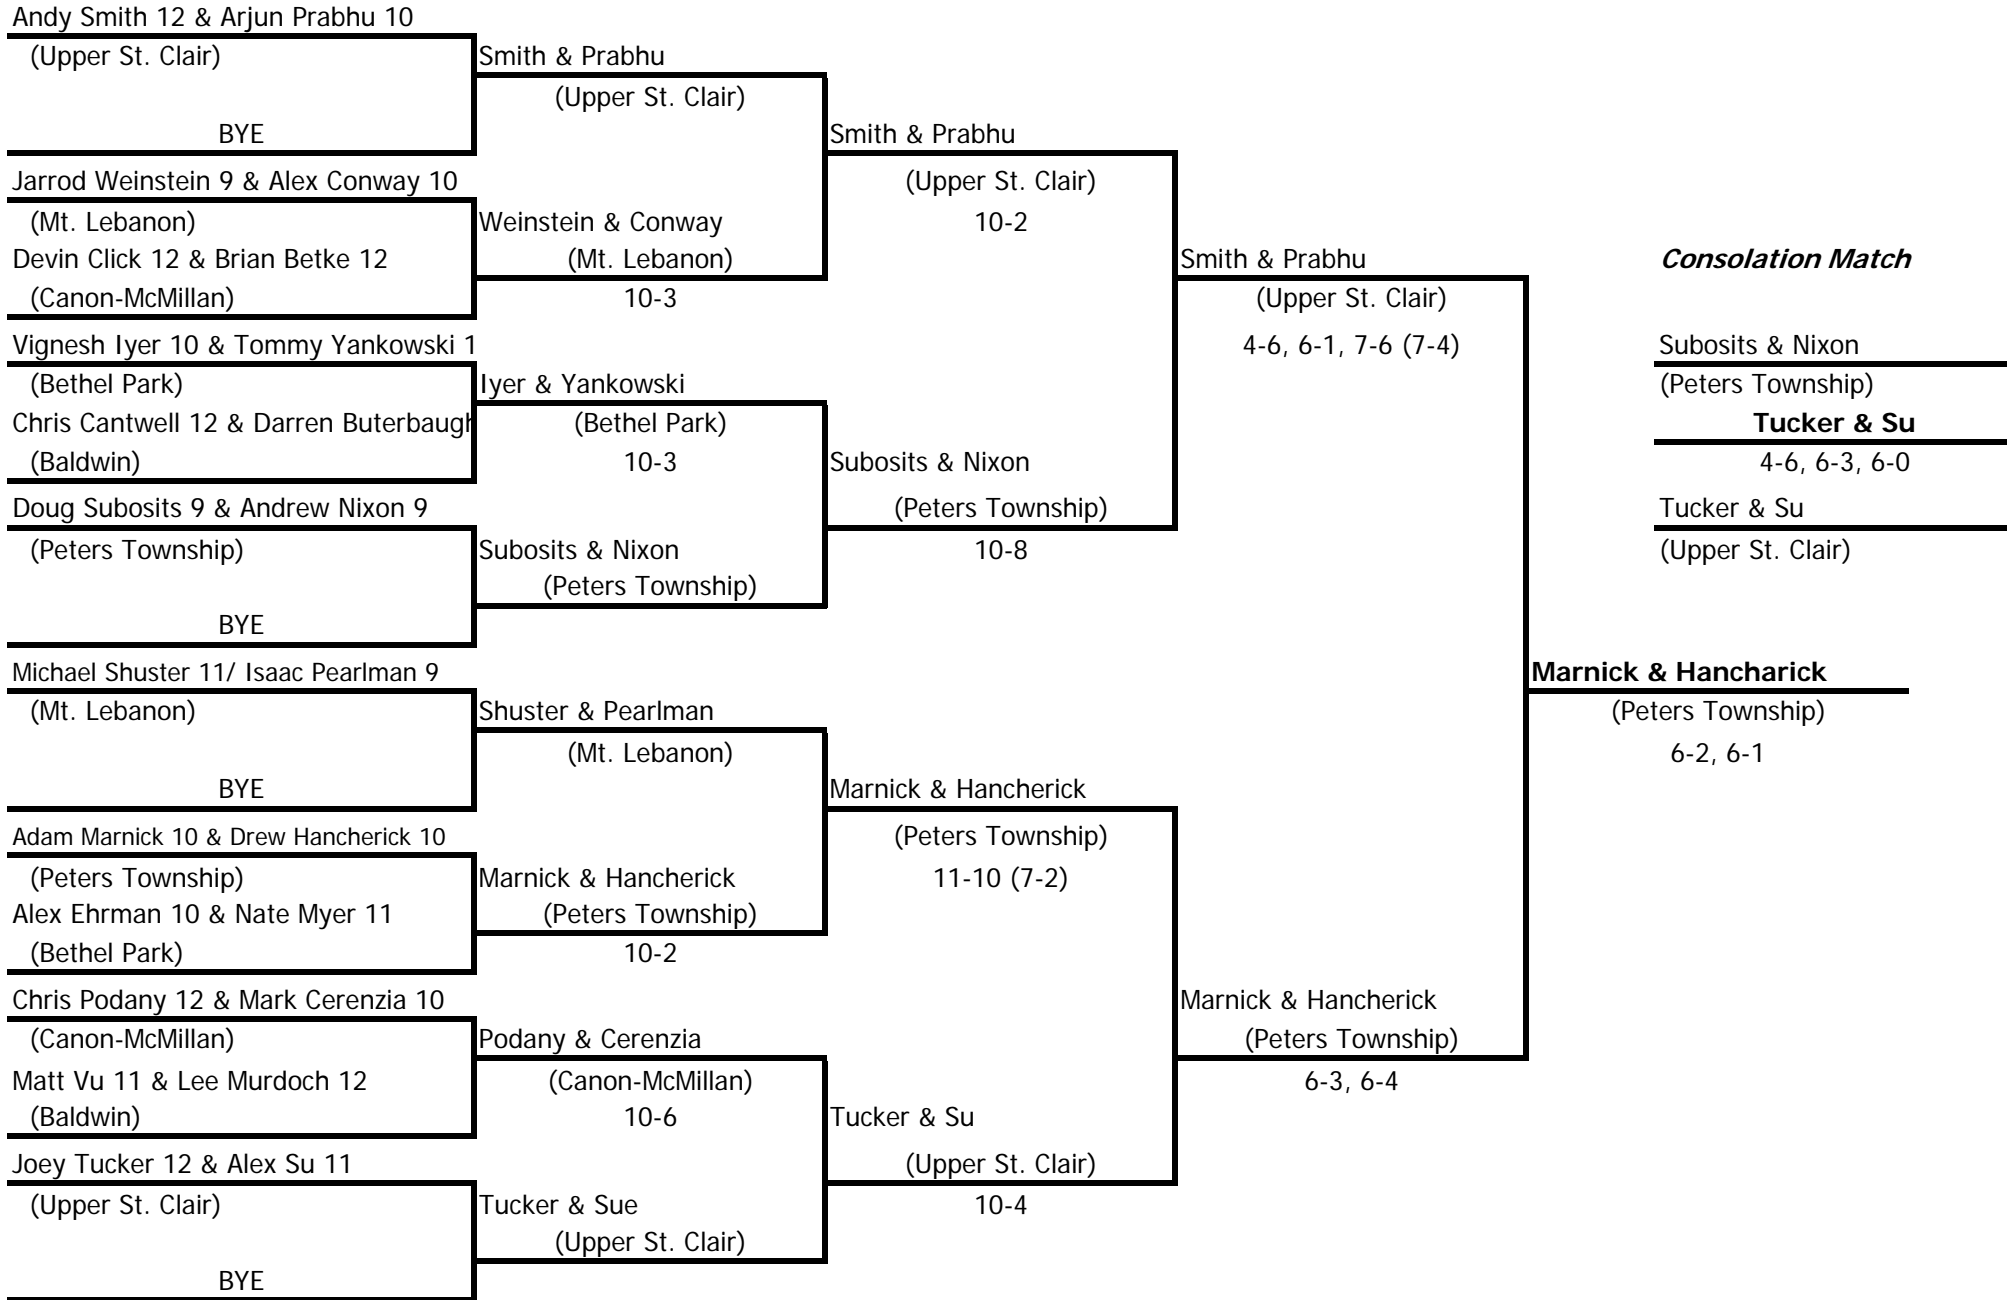 Andy Smith 12 & Arjun Prabhu 10
(Upper St. Clair)
BYE
Jarrod Weinstein 9 & Alex Conway 10
(Mt. Lebanon)
Devin Click 12 & Brian Betke 12
(Canon-McMillan)
Vignesh Iyer 10 & Tommy Yankowski 1
(Bethel Park)
Chris Cantwell 12 & Darren Buterbaugh
(Baldwin)
Doug Subosits 9 & Andrew Nixon 9
(Peters Township)
BYE
Michael Shuster 11/ Isaac Pearlman 9
(Mt. Lebanon)
BYE
Adam Marnick 10 & Drew Hancherick 10
(Peters Township)
Alex Ehrman 10 & Nate Myer 11
(Bethel Park)
Chris Podany 12 & Mark Cerenzia 10
(Canon-McMillan)
Matt Vu 11 & Lee Murdoch 12
(Baldwin)
Joey Tucker 12 & Alex Su 11
(Upper St. Clair)
BYE
Smith & Prabhu
(Upper St. Clair)
Weinstein & Conway
(Mt. Lebanon)
10-3
Iyer & Yankowski
(Bethel Park)
10-3
Subosits & Nixon
(Peters Township)
Shuster & Pearlman
(Mt. Lebanon)
Marnick & Hancherick
(Peters Township)
10-2
Podany & Cerenzia
(Canon-McMillan)
10-6
Tucker & Sue
(Upper St. Clair)
Smith & Prabhu
(Upper St. Clair)
10-2
Subosits & Nixon
(Peters Township)
10-8
Marnick & Hancherick
(Peters Township)
11-10 (7-2)
Tucker & Su
(Upper St. Clair)
10-4
Smith & Prabhu
(Upper St. Clair)
4-6, 6-1, 7-6 (7-4)
Marnick & Hancherick
(Peters Township)
6-3, 6-4
Marnick & Hancharick
(Peters Township)
6-2, 6-1
Consolation Match
Subosits & Nixon
(Peters Township)
Tucker & Su
4-6, 6-3, 6-0
Tucker & Su
(Upper St. Clair)